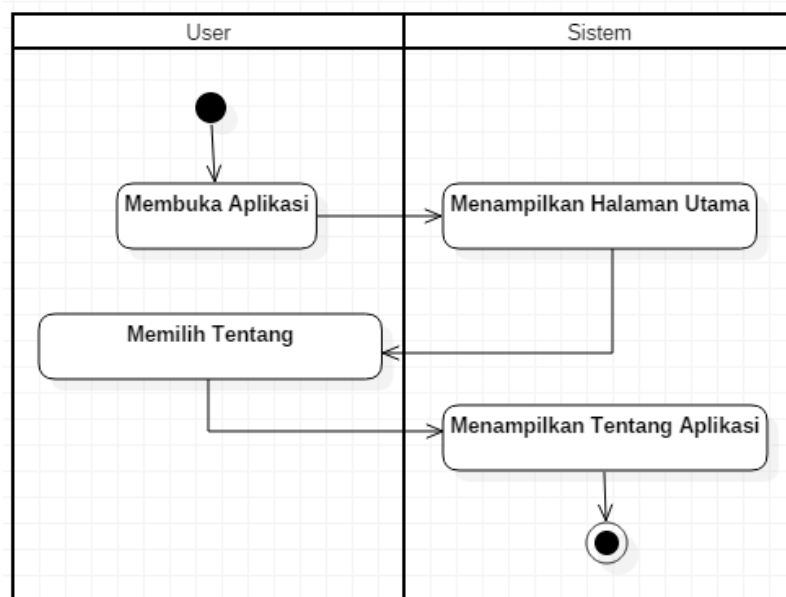 User
Sistem
Membuka Aplikasi
Menampilkan Halaman Utama
Memilih Tentang
Menampilkan Tentang Aplikasi